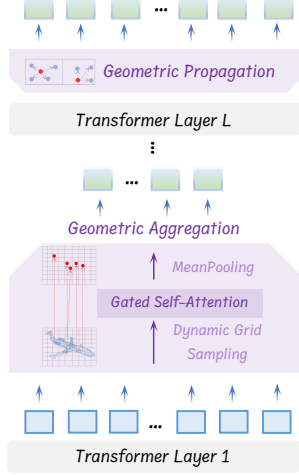 ...
Geometric Propagation
Transformer Layer L
...
...
Geometric Aggregation
MeanPooling
Gated Self-Attention
Dynamic Grid
Sampling
...
Transformer Layer 1